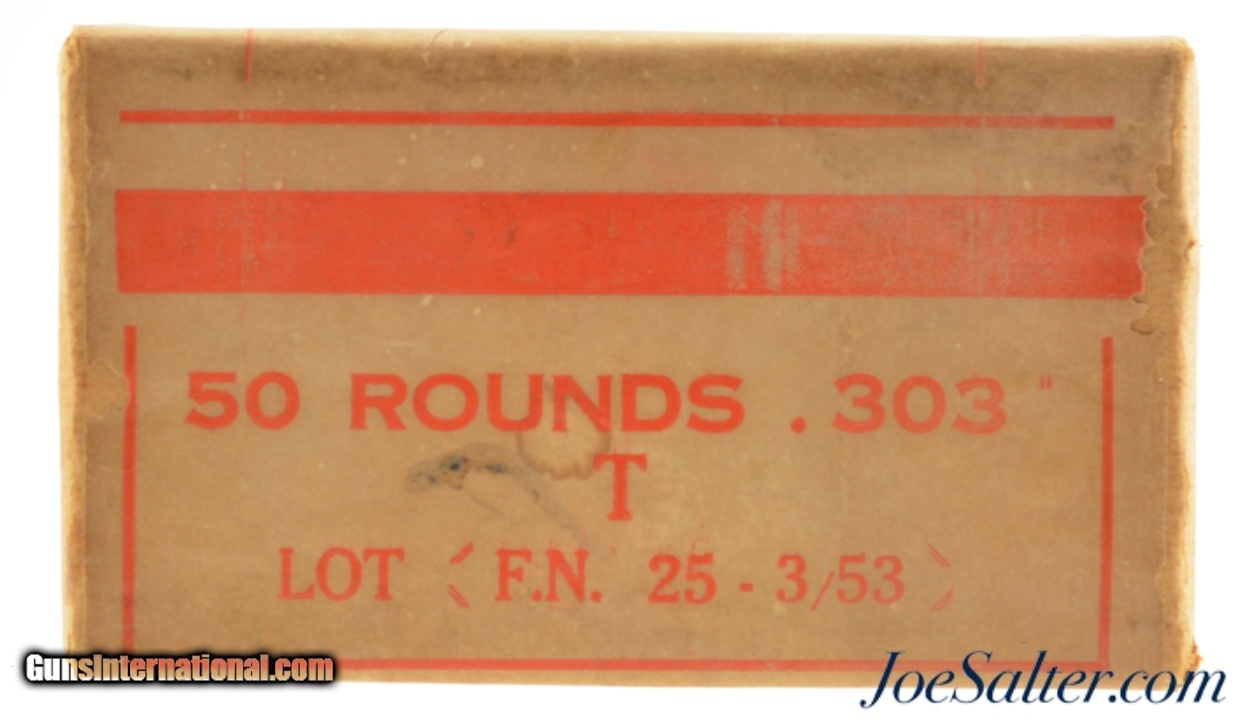 50 ROUNDS .303"
T
LOT ( F.N. 25 - 3/53 )
GunsInternational.com
JoeSalter.com